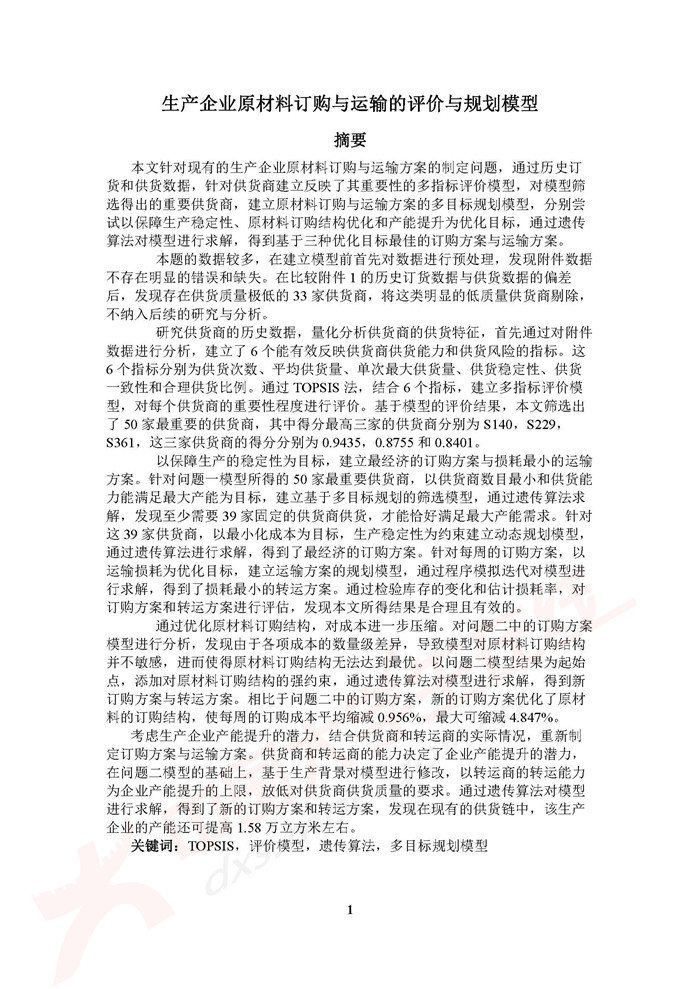 生产企业原材料订购与运输的评价与规划模型
摘要
本文针对现有的生产企业原材料订购与运输方案的制定问题，通过历史订
货和供货数据，针对供货商建立反映了其重要性的多指标评价模型，对模型筛
选得出的重要供货商，建立原材料订购与运输方案的多目标规划模型，分别尝
试以保障生产稳定性、原材料订购结构优化和产能提升为优化目标，通过遗传
算法对模型进行求解，得到基于三种优化目标最佳的订购方案与运输方案。
本题的数据较多，在建立模型前首先对数据进行预处理，发现附件数据
不存在明显的错误和缺失。在比较附件 1 的历史订货数据与供货数据的偏差
后，发现存在供货质量极低的 33 家供货商，将这类明显的低质量供货商剔除，
不纳入后续的研究与分析。
研究供货商的历史数据，量化分析供货商的供货特征，首先通过对附件
数据进行分析，建立了 6 个能有效反映供货商供货能力和供货风险的指标。这
6 个指标分别为供货次数、平均供货量、单次最大供货量、供货稳定性、供货
一致性和合理供货比例。通过 TOPSIS 法，结合 6 个指标，建立多指标评价模
型，对每个供货商的重要性程度进行评价。基于模型的评价结果，本文筛选出
了 50 家最重要的供货商，其中得分最高三家的供货商分别为 S140，S229，
S361，这三家供货商的得分分别为 0.9435，0.8755 和 0.8401。
以保障生产的稳定性为目标，建立最经济的订购方案与损耗最小的运输
方案。针对问题一模型所得的 50 家最重要供货商，以供货商数目最小和供货能
力能满足最大产能为目标，建立基于多目标规划的筛选模型，通过遗传算法求
解，发现至少需要 39 家固定的供货商供货，才能恰好满足最大产能需求。针对
这 39 家供货商，以最小化成本为目标，生产稳定性为约束建立动态规划模型，
通过遗传算法进行求解，得到了最经济的订购方案。针对每周的订购方案，以
运输损耗为优化目标，建立运输方案的规划模型，通过程序模拟迭代对模型进
行求解，得到了损耗最小的转运方案。通过检验库存的变化和估计损耗率，对
订购方案和转运方案进行评估，发现本文所得结果是合理且有效的。
通过优化原材料订购结构，对成本进一步压缩。对问题二中的订购方案
模型进行分析，发现由于各项成本的数量级差异，导致模型对原材料订购结构
并不敏感，进而使得原材料订购结构无法达到最优。以问题二模型结果为起始
点，添加对原材料订购结构的强约束，通过遗传算法对模型进行求解，得到新
订购方案与转运方案。相比于问题二中的订购方案，新的订购方案优化了原材
料的订购结构，使每周的订购成本平均缩减 0.956%，最大可缩减 4.847%。
考虑生产企业产能提升的潜力，结合供货商和转运商的实际情况，重新制
定订购方案与运输方案。供货商和转运商的能力决定了企业产能提升的潜力，
在问题二模型的基础上，基于生产背景对模型进行修改，以转运商的转运能力
为企业产能提升的上限，放低对供货商供货质量的要求。通过遗传算法对模型
进行求解，得到了新的订购方案和转运方案，发现在现有的供货链中，该生产
企业的产能还可提高 1.58 万立方米左右。
关键词：TOPSIS，评价模型，遗传算法，多目标规划模型
1